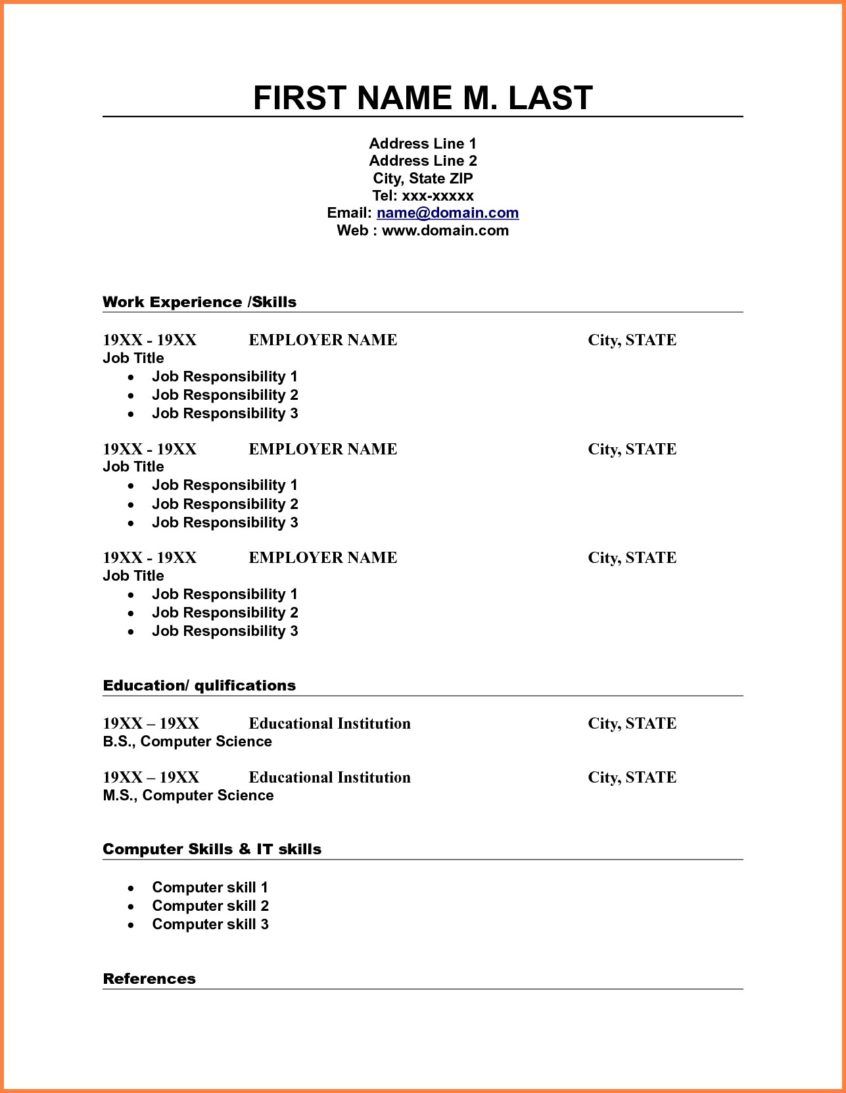 FIRST NAME M. LAST
Address Line 1
Address Line 2
City, State ZIP
Tel: xxx-xxxxx
Email: name@domain.com
Web : www.domain.com
Work Experience /Skills
19XX - 19XX EMPLOYER NAME City, STATE
Job Title
• Job Responsibility 1
• Job Responsibility 2
• Job Responsibility 3
19XX - 19XX EMPLOYER NAME City, STATE
Job Title
• Job Responsibility 1
• Job Responsibility 2
• Job Responsibility 3
19XX - 19XX EMPLOYER NAME City, STATE
Job Title
• Job Responsibility 1
• Job Responsibility 2
• Job Responsibility 3
Education/ qulifications
19XX – 19XX Educational Institution City, STATE
B.S., Computer Science
19XX – 19XX Educational Institution City, STATE
M.S., Computer Science
Computer Skills & IT skills
• Computer skill 1
• Computer skill 2
• Computer skill 3
References